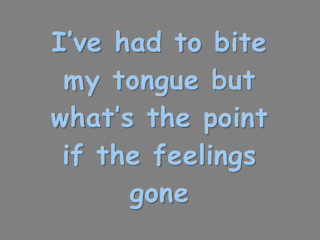 I've had to bite
my tongue but
what's the point
if the feelings
gone